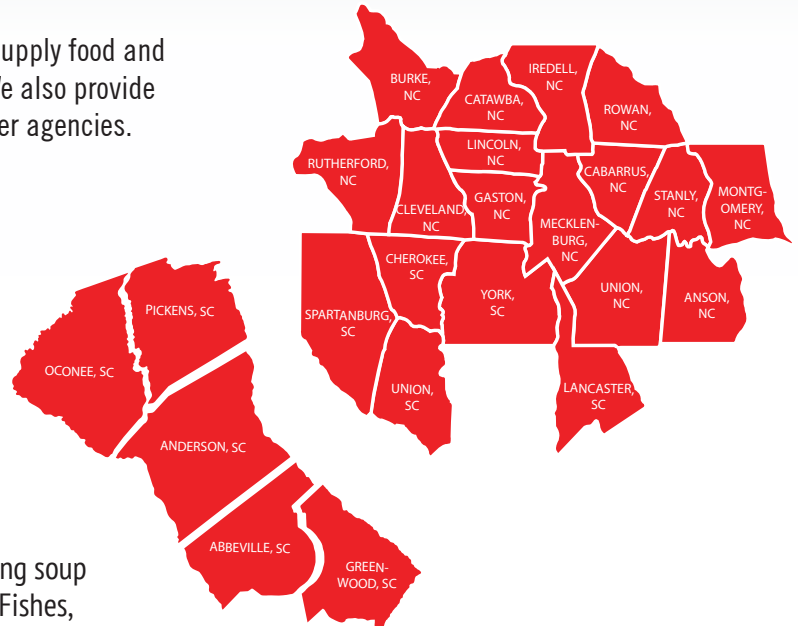 upply food and
e also provide
er agencies.
BURKE,
NC
CATAWBA,
NC
IREDELL,
NC
ROWAN,
NC
RUTHERFORD,
NC
CLEVELAND,
NC
LINCOLN,
NC
GASTON,
NC
MECKLEN-
BURG,
NC
CABARRUS,
NC
STANLY,
NC
MONTG-
OMERY,
NC
CHEROKEE,
SC
SPARTANBURG,
SC
YORK,
SC
UNION,
NC
ANSON,
NC
UNION,
SC
LANCASTER,
SC
PICKENS, SC
OCONEE, SC
ANDERSON, SC
ABBEVILLE, SC
GREEN-
WOOD, SC
ng soup
Fishes,